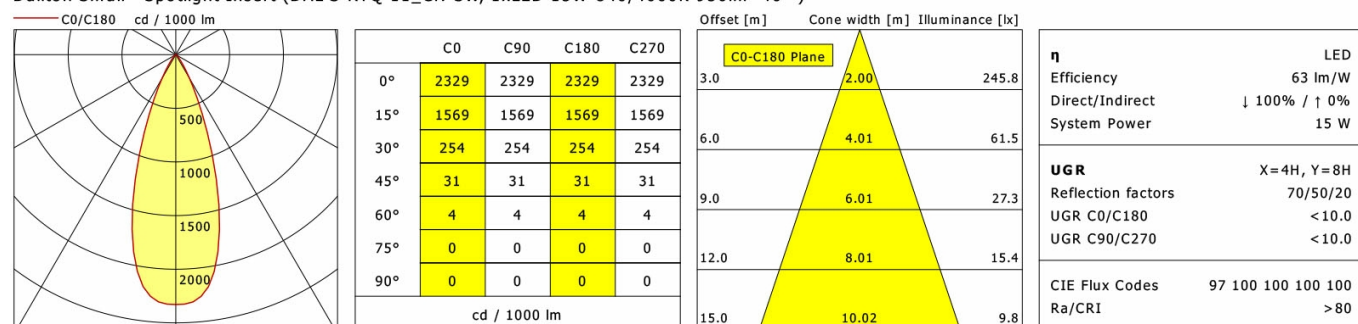 C0/C180 cd / 1000 lm
500
1000
1500
2000
C0 C90 C180 C270
0° 2329 2329 2329 2329
15° 1569 1569 1569 1569
30° 254 254 254 254
45° 31 31 31 31
60° 4 4 4 4
75° 0 0 0 0
90° 0 0 0 0
cd / 1000 lm
Offset [m] Cone width [m] Illuminance [lx]
C0-C180 Plane
3.0 2.00 245.8
6.0 4.01 61.5
9.0 6.01 27.3
12.0 8.01 15.4
15.0 10.02 9.8
η LED
Efficiency 63 lm/W
Direct/Indirect ↓ 100% / ↑ 0%
System Power 15 W
UGR X=4H, Y=8H
Reflection factors 70/50/20
UGR C0/C180 <10.0
UGR C90/C270 <10.0
CIE Flux Codes 97 100 100 100 100
Ra/CRI >80